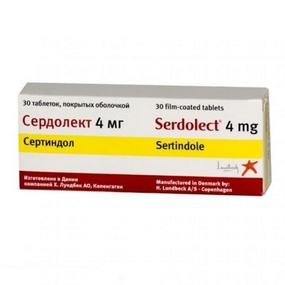 30 таблеток, покрытых оболочкой
Сердолект 4 мг
Сертиндол
Изготовлено в Дании
компанией Х. Лундбек АО, Копенгаген
30 film-coated tablets
Serdolect® 4 mg
Sertindole
Manufactured in Denmark by:
H. Lundbeck A/S - Copenhagen
Lundbeck